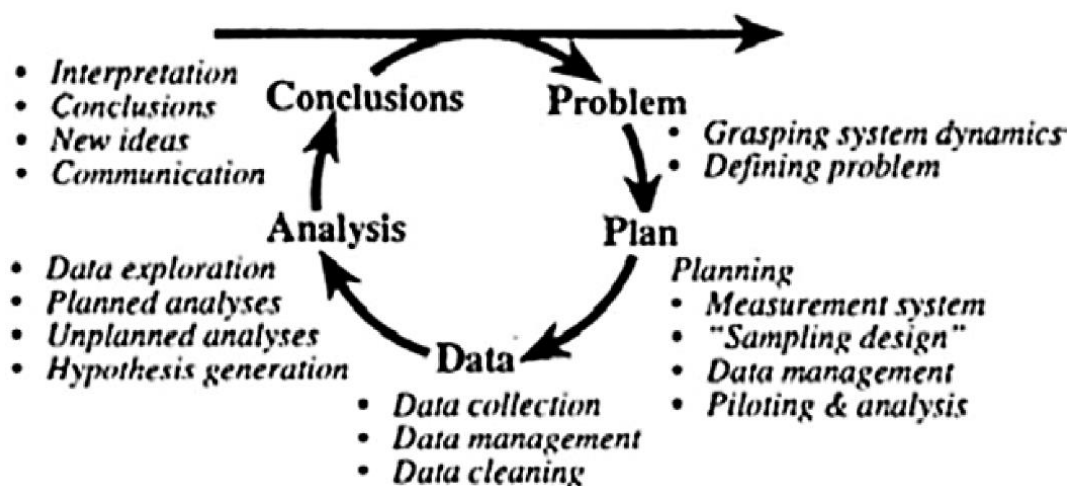 Conclusions
• Interpretation
• Conclusions
• New ideas
• Communication
Problem
• Grasping system dynamics
• Defining problem
Plan
Planning
• Measurement system
• "Sampling design"
• Data management
• Piloting & analysis
Data
• Data collection
• Data management
• Data cleaning
Analysis
• Data exploration
• Planned analyses
• Unplanned analyses
• Hypothesis generation